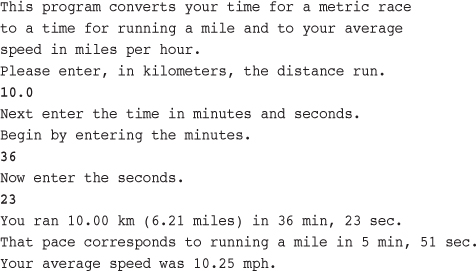 This program converts your time for a metric race
to a time for running a mile and to your average
speed in miles per hour.
Please enter, in kilometers, the distance run.
10.0
Next enter the time in minutes and seconds.
Begin by entering the minutes.
36
Now enter the seconds.
23
You ran 10.00 km (6.21 miles) in 36 min, 23 sec.
That pace corresponds to running a mile in 5 min, 51 sec.
Your average speed was 10.25 mph.